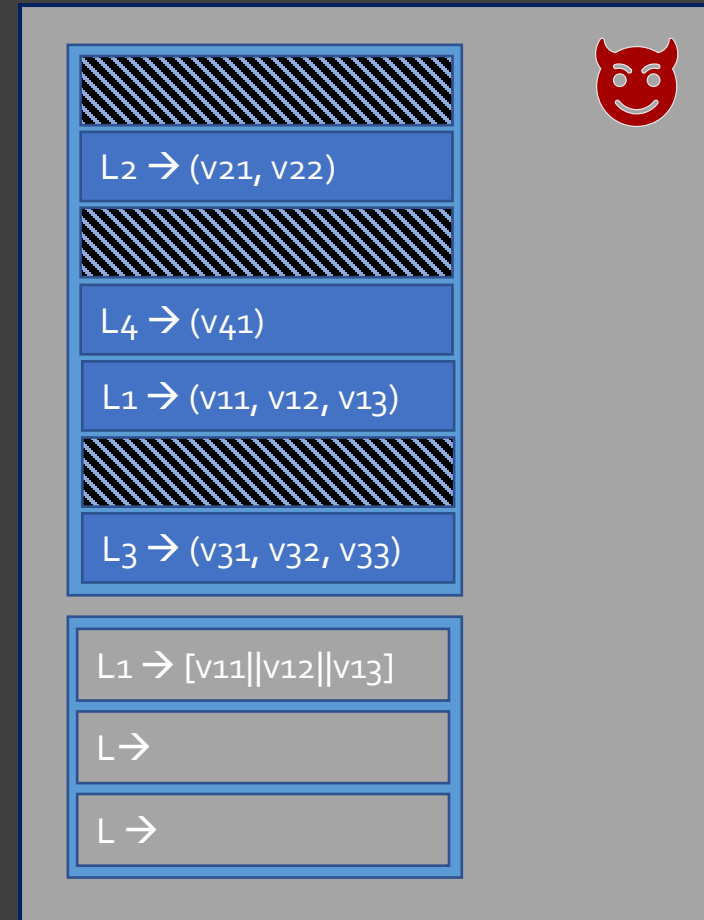 L2 → (v21, v22)
L4 → (v41)
L1 → (v11, v12, v13)
L3 → (v31, v32, v33)
L1 → [v11||v12||v13]
L→
L →